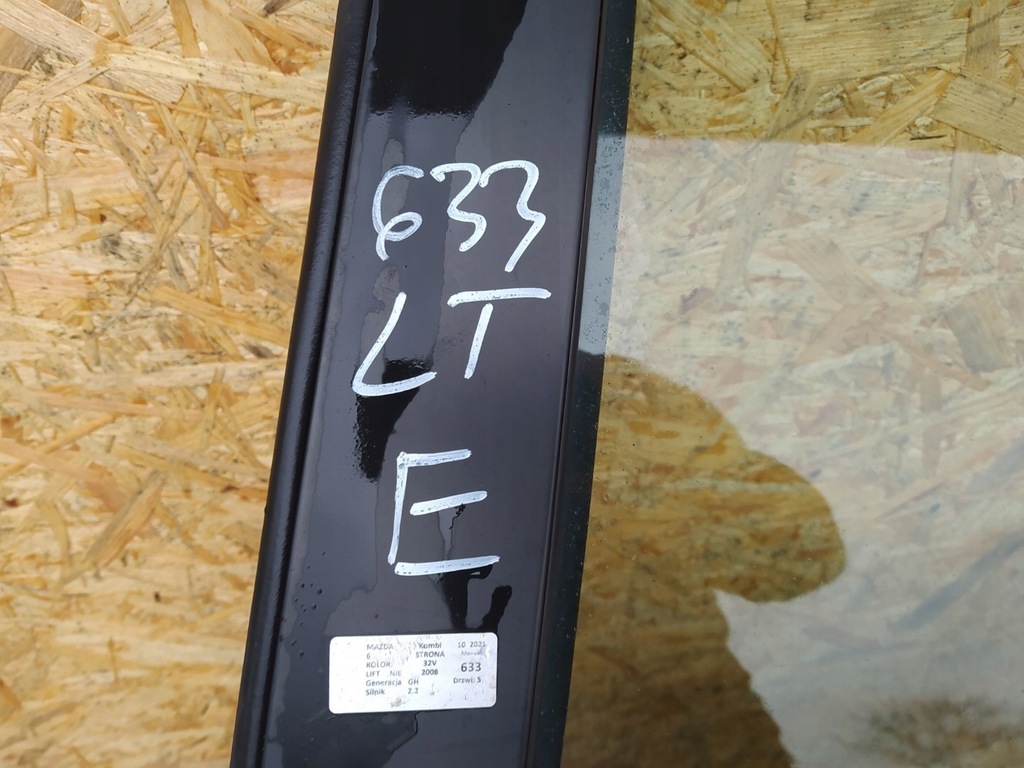 633
LT
E
MAZDA Kombi 10 2021
6 STRONA Manual
KOLOR 32V 633
LIFT NIE 2008 Drzwi: 5
Generacja GH
Silnik 2.2